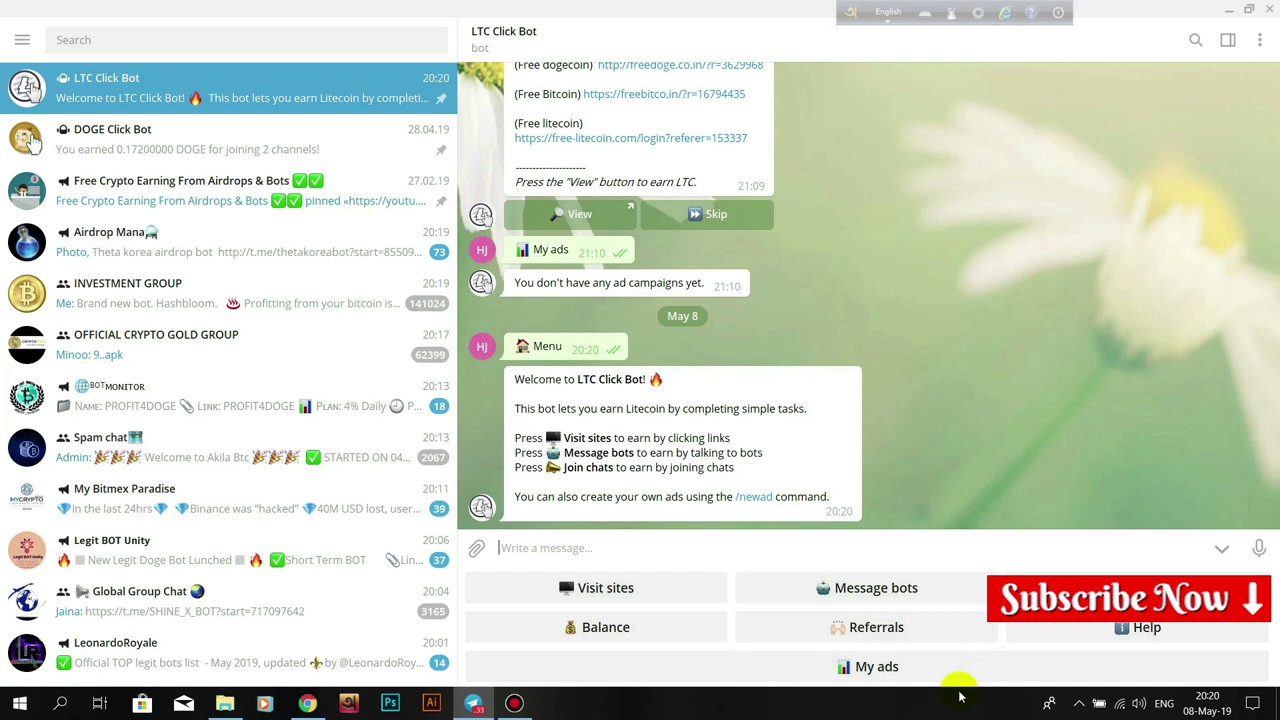 English
Search
LTC Click Bot 20:20
Welcome to LTC Click Bot! 🔥 This bot lets you earn Litecoin by completi...
DOGE Click Bot 28.04.19
You earned 0.17200000 DOGE for joining 2 channels!
Free Crypto Earning From Airdrops & Bots ✅✅ 27.02.19
Free Crypto Earning From Airdrops & Bots ✅✅ pinned «https://youtu....
Airdrop Mana 20:19
Photo, Theta korea airdrop bot http://t.me/thetakoreabot?start=85509... 73
INVESTMENT GROUP 20:19
Me: Brand new bot. Hashbloom. ♨️ Profitting from your bitcoin is... 141024
OFFICIAL CRYPTO GOLD GROUP 20:17
Minoo: 9..apk 62399
🌐ᴮᴼᵀMONITOR 20:13
Name: PROFIT4DOGE 📎 Link: PROFIT4DOGE 📊 Plan: 4% Daily 🕗 P... 18
Spam chat 20:13
Admin: 🎉🎉🎉 Welcome to Akila Btc 🎉🎉🎉 ✅ STARTED ON 04... 2067
My Bitmex Paradise 20:11
💎In the last 24hrs💎 💎Binance was "hacked" 💎40M USD lost, user... 39
Legit BOT Unity 20:06
🔥 New Legit Doge Bot Lunched 🔥 ✅Short Term BOT 📎Lin... 37
Global Group Chat 🌏 20:04
Jaina: https://t.me/SHINE_X_BOT?start=717097642 3165
LeonardoRoyale 20:01
✅ Official TOP legit bots list - May 2019, updated ⚜️by @LeonardoRoy... 14
LTC Click Bot
bot
(Free dogecoin) http://freedoge.co.in/?r=3629968
(Free Bitcoin) https://freebitco.in/?r=16794435
(Free litecoin)
https://free-litecoin.com/login?referer=153337
---------------------
Press the "View" button to earn LTC. 21:09
🔎 View ⏩ Skip
HJ 📊 My ads 21:10
You don't have any ad campaigns yet. 21:10
May 8
HJ 🏠 Menu 20:20
Welcome to LTC Click Bot! 🔥
This bot lets you earn Litecoin by completing simple tasks.
Press 🖥 Visit sites to earn by clicking links
Press 🤖 Message bots to earn by talking to bots
Press 📣 Join chats to earn by joining chats
You can also create your own ads using the /newad command.
20:20
Write a message...
🖥 Visit sites 🤖 Message bots
Subscribe Now
💰 Balance 🙌🏻 Referrals ℹ️ Help
📊 My ads
Ps Ai 33 ENG 20:20
08-May-19